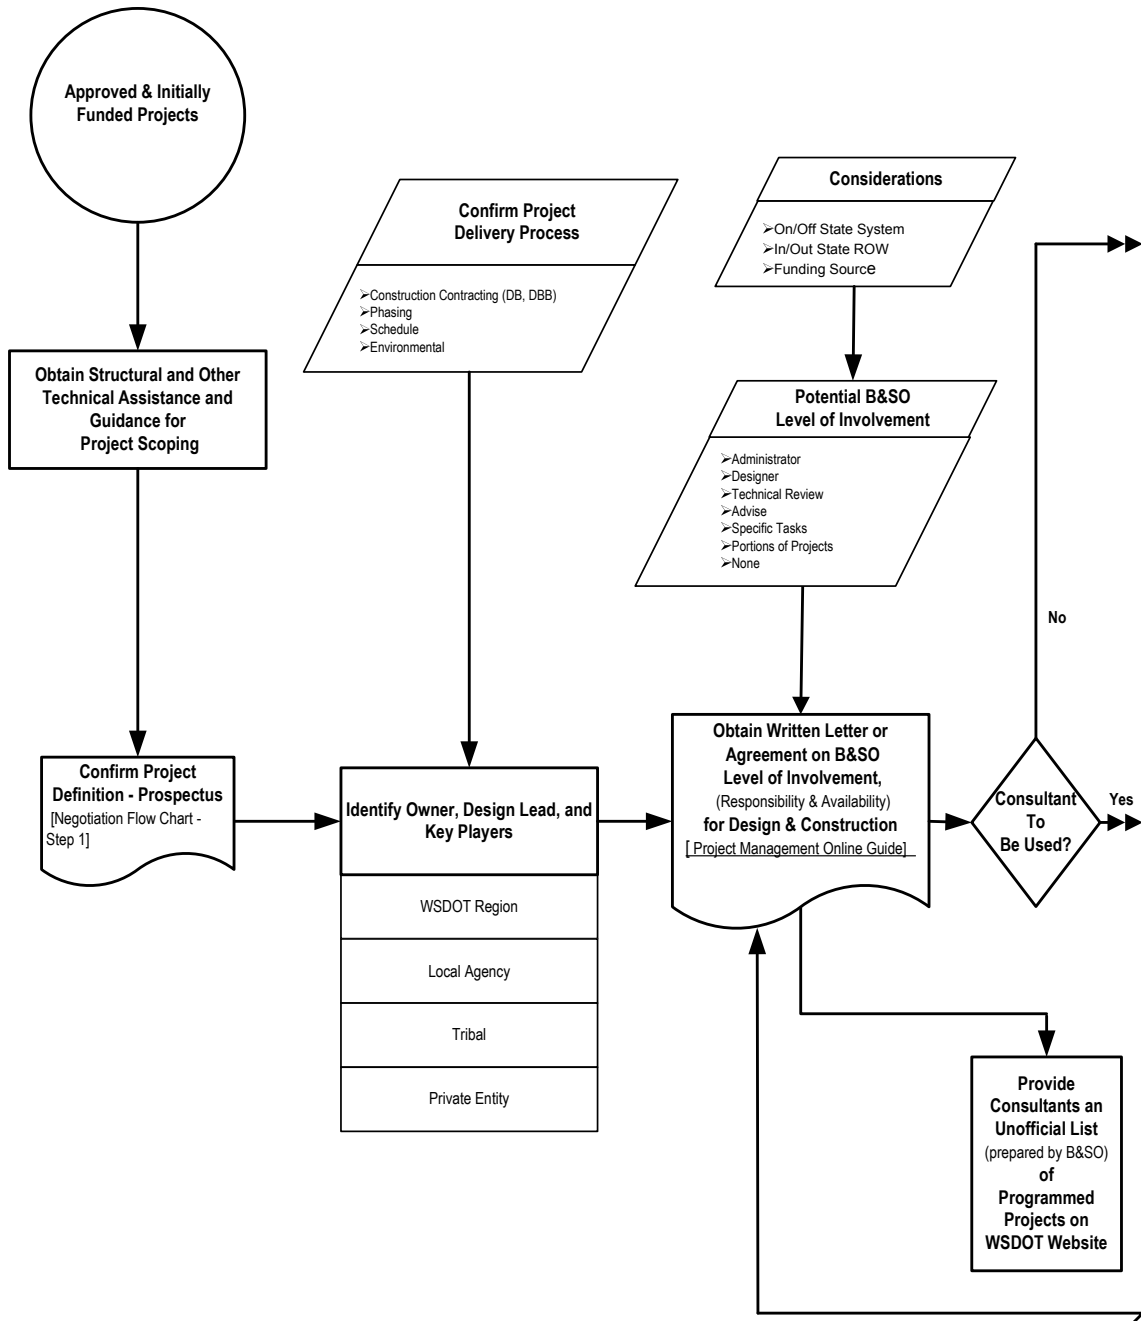 Approved & Initially
Funded Projects
Obtain Structural and Other
Technical Assistance and
Guidance for
Project Scoping
Confirm Project
Definition - Prospectus
[Negotiation Flow Chart -
Step 1]
Confirm Project
Delivery Process
➢Construction Contracting (DB, DBB)
➢Phasing
➢Schedule
➢Environmental
Identify Owner, Design Lead, and
Key Players
WSDOT Region
Local Agency
Tribal
Private Entity
Considerations
➢On/Off State System
➢In/Out State ROW
➢Funding Source
Potential B&SO
Level of Involvement
➢Administrator
➢Designer
➢Technical Review
➢Advise
➢Specific Tasks
➢Portions of Projects
➢None
Obtain Written Letter or
Agreement on B&SO
Level of Involvement,
(Responsibility & Availability)
for Design & Construction
[ Project Management Online Guide]
Consultant
To
Be Used?
No
Yes
Provide
Consultants an
Unofficial List
(prepared by B&SO)
of
Programmed
Projects on
WSDOT Website